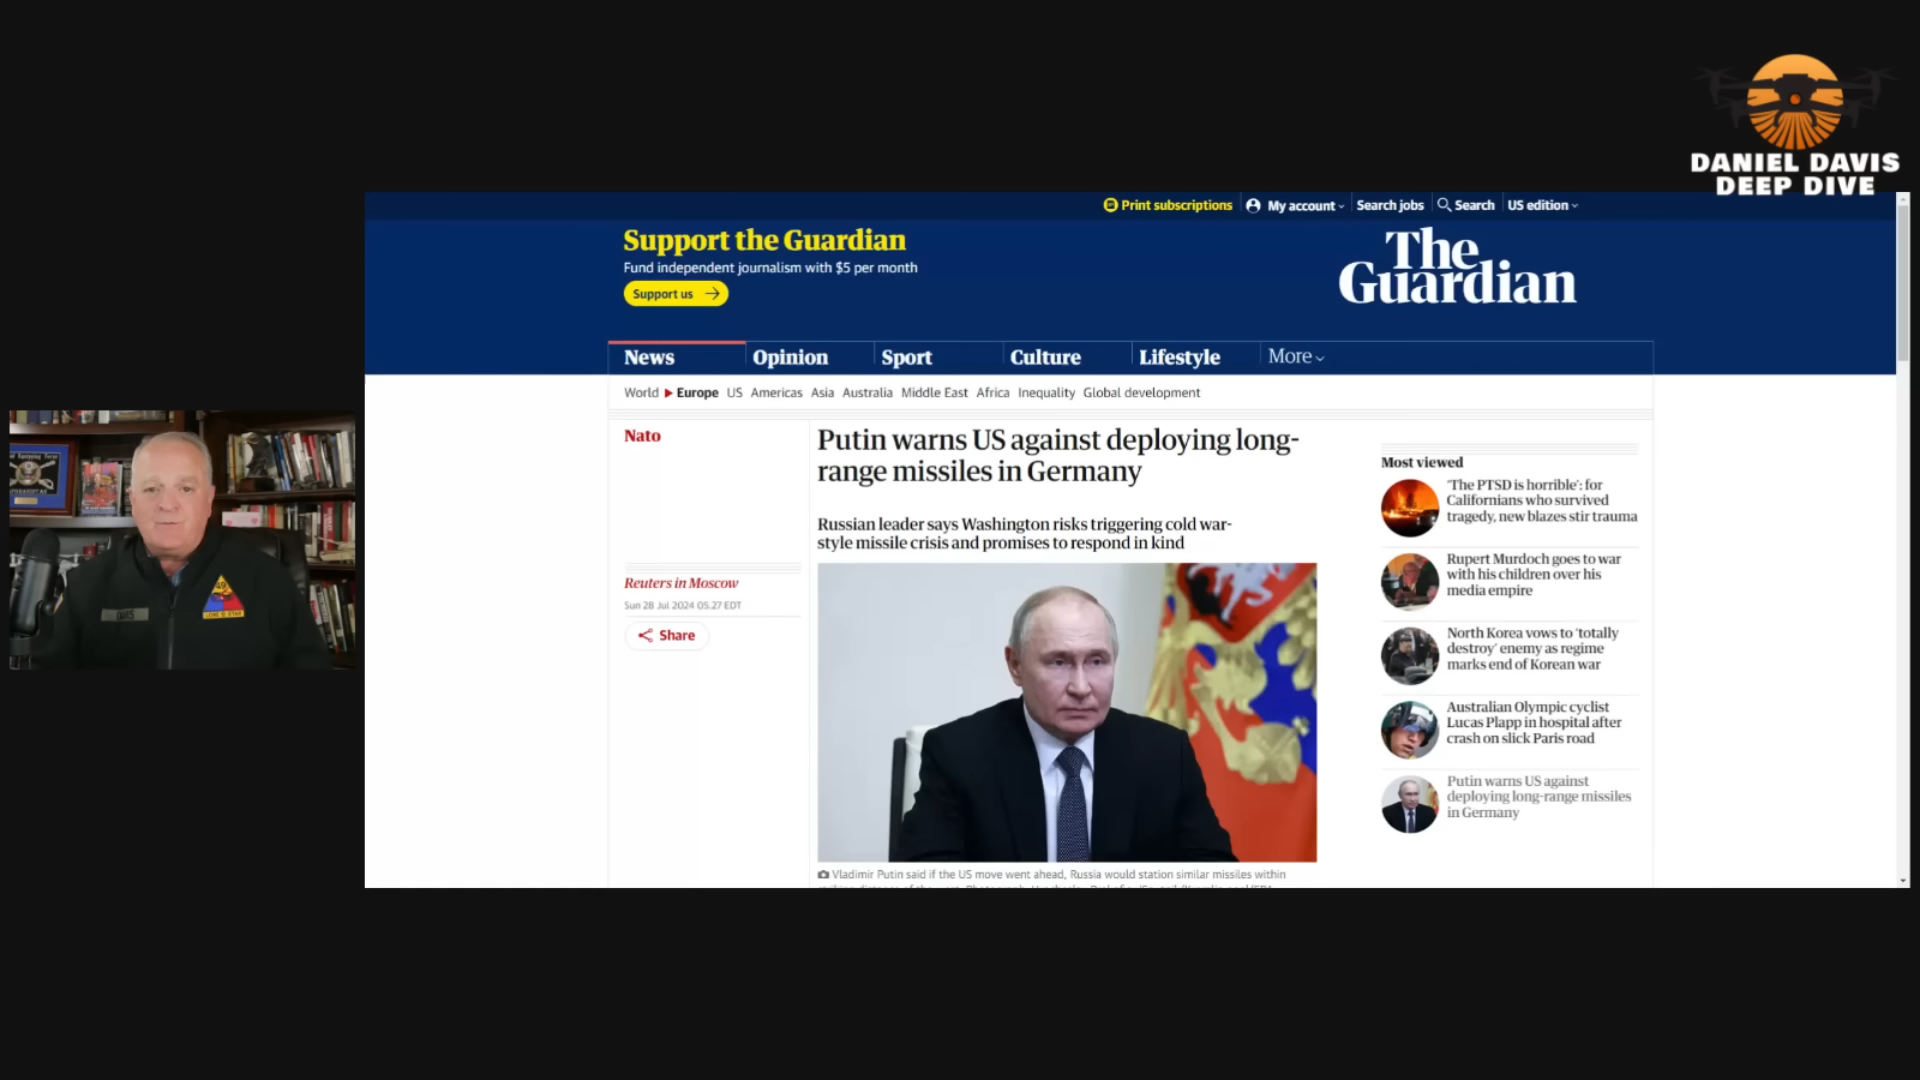 DANIEL DAVIS
DEEP DIVE
Print subscriptions
My account
Search jobs
Search
US edition
Support the Guardian
Fund independent journalism with $5 per month
Support us
The
Guardian
News
Opinion
Sport
Culture
Lifestyle
More
World
Europe
US
Americas
Asia
Australia
Middle East
Africa
Inequality
Global development
Nato
Putin warns US against deploying long-
range missiles in Germany
Russian leader says Washington risks triggering cold war-
style missile crisis and promises to respond in kind
Reuters in Moscow
Sun 28 Jul 2024 05.27 EDT
Share
Vladimir Putin said if the US move went ahead, Russia would station similar missiles within
Most viewed
'The PTSD is horrible': for
Californians who survived
tragedy, new blazes stir trauma
Rupert Murdoch goes to war
with his children over his
media empire
North Korea vows to 'totally
destroy' enemy as regime
marks end of Korean war
Australian Olympic cyclist
Lucas Plapp in hospital after
crash on slick Paris road
Putin warns US against
deploying long-range missiles
in Germany
DAVIS